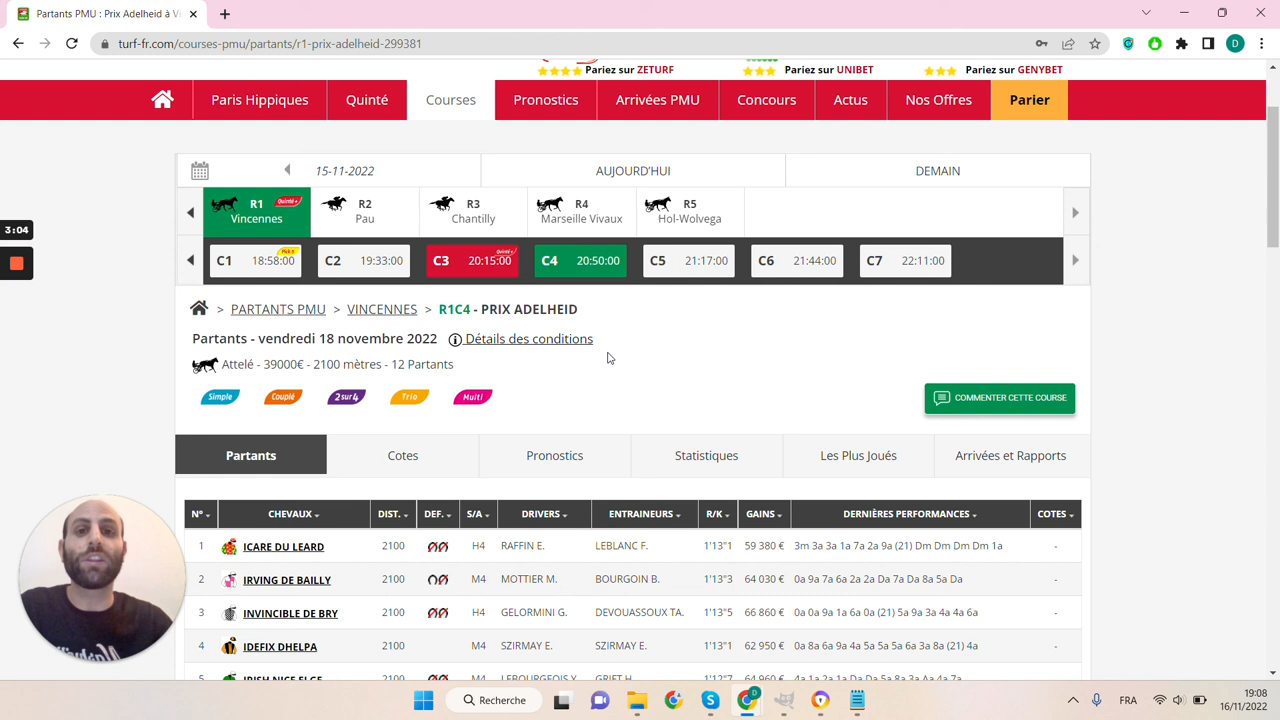 Partants PMU : Prix Adelheid à Vi
turf-fr.com/courses-pmu/partants/r1-prix-adelheid-299381
D
Pariez sur ZETURF
Pariez sur UNIBET
Pariez sur GENYBET
Paris Hippiques Quinté Courses Pronostics Arrivées PMU Concours Actus Nos Offres Parier
15-11-2022 AUJOURD'HUI DEMAIN
R1 Quinté+ R2 R3 R4 R5
Vincennes Pau Chantilly Marseille Vivaux Hol-Wolvega
3:04
Pick 5 Quinté+
C1 18:58:00 C2 19:33:00 C3 20:15:00 C4 20:50:00 C5 21:17:00 C6 21:44:00 C7 22:11:00
> PARTANTS PMU > VINCENNES > R1C4 - PRIX ADELHEID
Partants - vendredi 18 novembre 2022 Détails des conditions
Attelé - 39000€ - 2100 mètres - 12 Partants
Simple Couplé 2sur4 Trio Multi
COMMENTER CETTE COURSE
Partants Cotes Pronostics Statistiques Les Plus Joués Arrivées et Rapports
N° CHEVAUX DIST. DEF. S/A DRIVERS ENTRAINEURS R/K GAINS DERNIÈRES PERFORMANCES COTES
1 ICARE DU LEARD 2100 H4 RAFFIN E. LEBLANC F. 1'13"1 59 380 € 3m 3a 3a 1a 7a 2a 9a (21) Dm Dm Dm Dm 1a -
2 IRVING DE BAILLY 2100 M4 MOTTIER M. BOURGOIN B. 1'13"3 64 030 € 0a 9a 7a 6a 2a 2a Da 7a Da 8a 5a Da -
3 INVINCIBLE DE BRY 2100 H4 GELORMINI G. DEVOUASSOUX TA. 1'13"5 66 860 € 0a 0a 9a 1a 6a 0a (21) 5a 9a 3a 4a 4a 6a -
4 IDEFIX DHELPA 2100 M4 SZIRMAY E. SZIRMAY E. 1'13"1 62 950 € 0a 8a 6a 9a 4a 5a 5a 5a 6a 3a 8a (21) 4a -
Recherche
FRA
19:08
16/11/2022